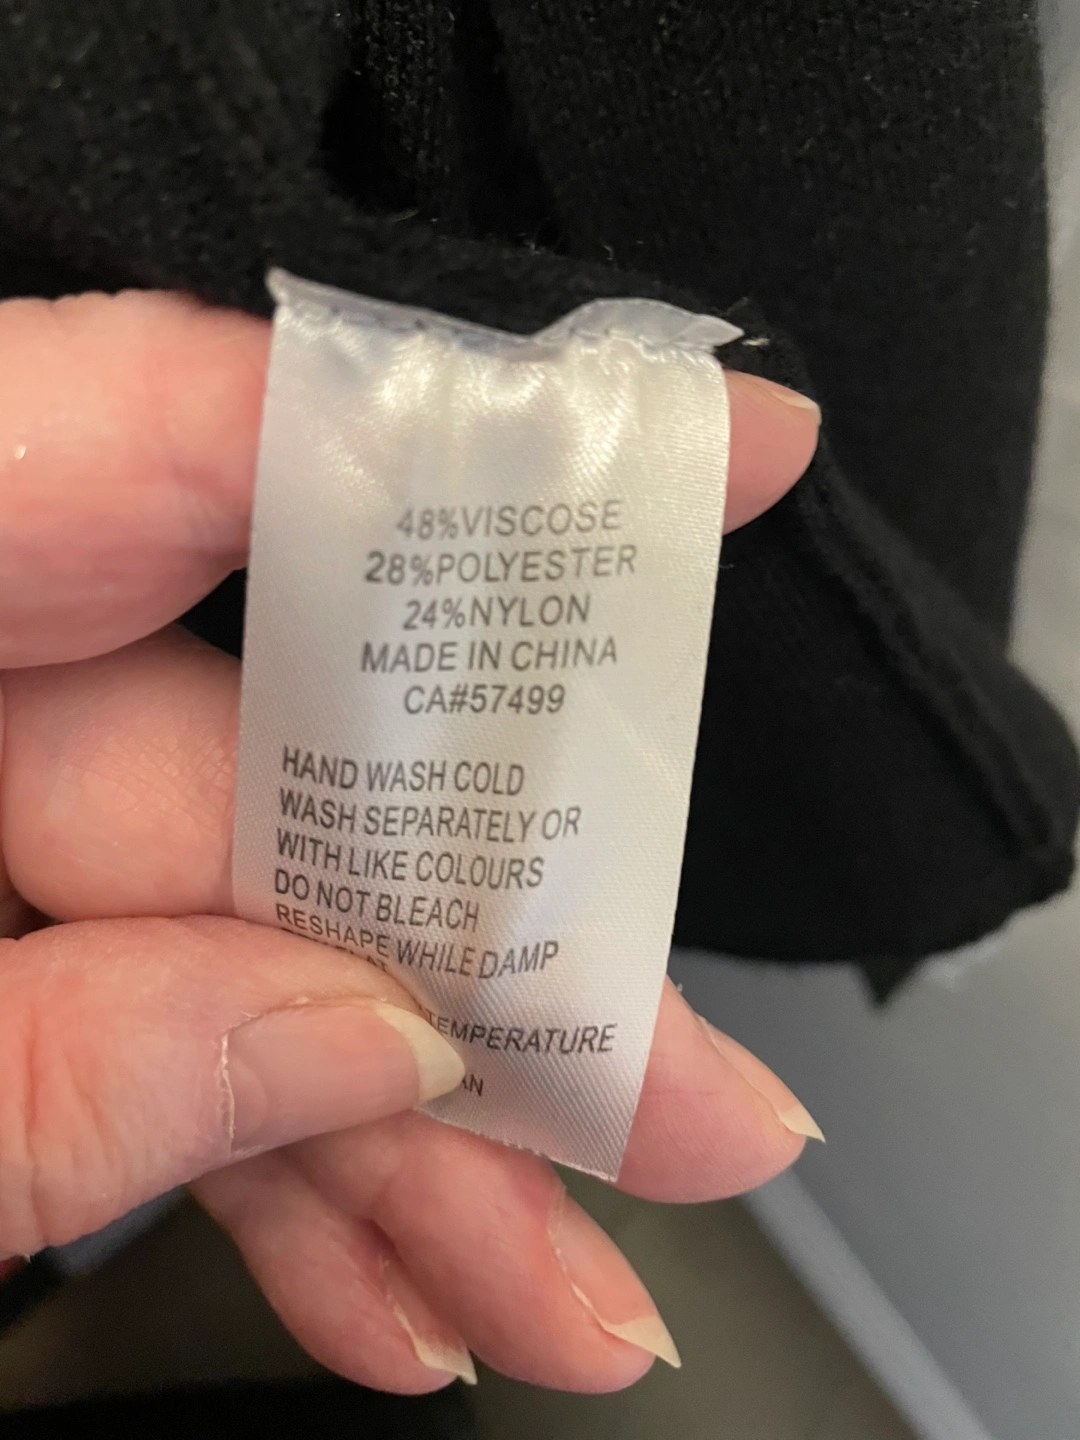 48%VISCOSE
28%POLYESTER
24%NYLON
MADE IN CHINA
CA#57499
HAND WASH COLD
WASH SEPARATELY OR
WITH LIKE COLOURS
DO NOT BLEACH
RESHAPE WHILE DAMP
TEMPERATURE